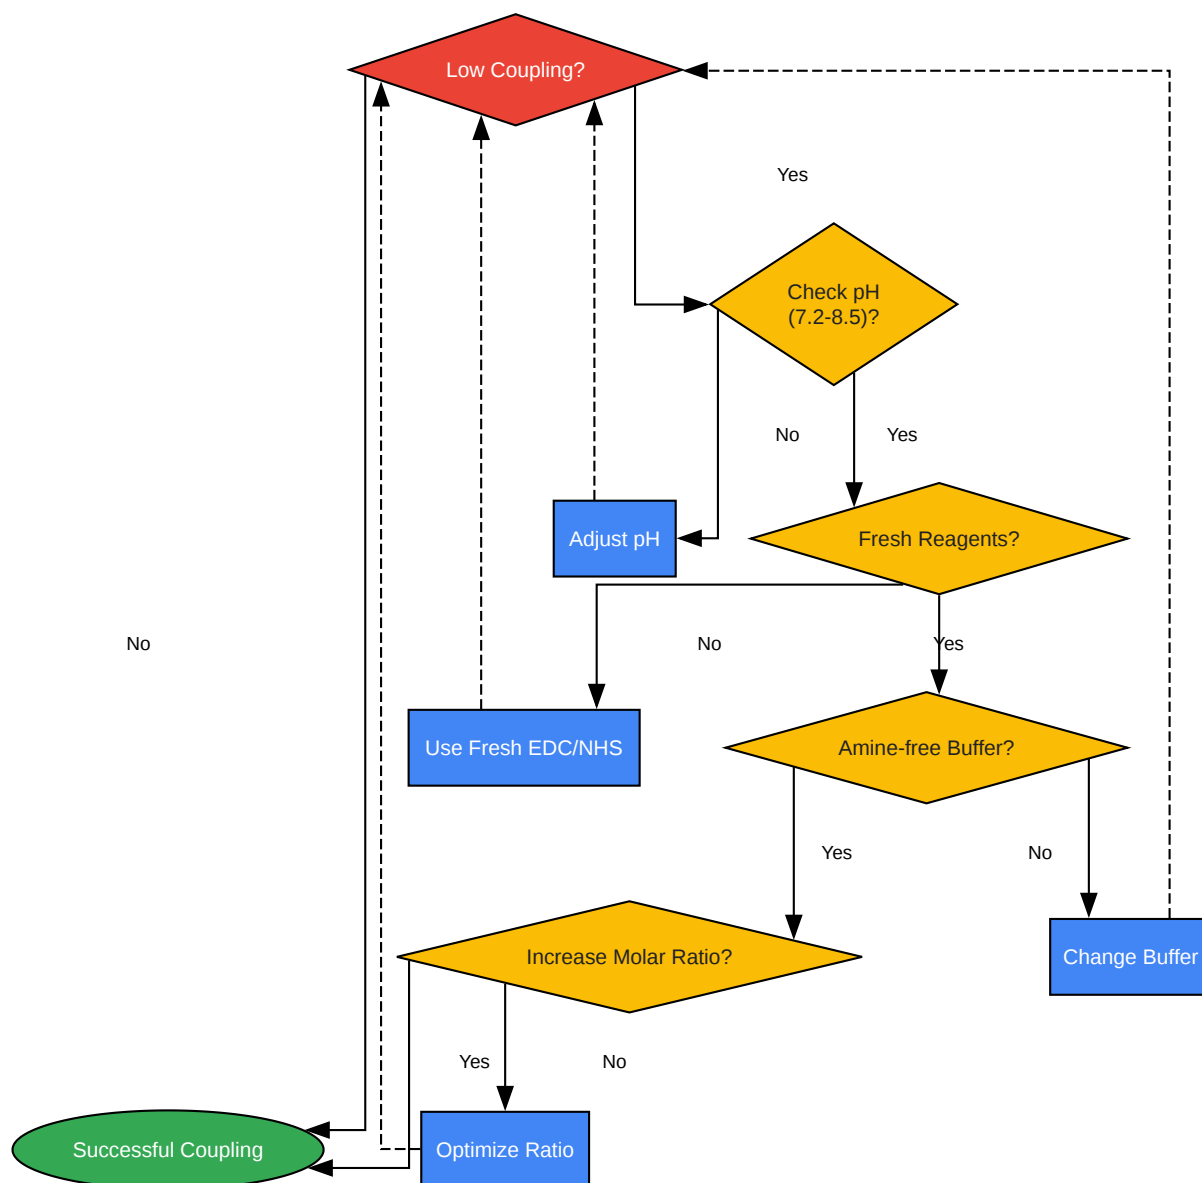 Low Coupling?
Yes
Check pH
(7.2-8.5)?
No
Yes
Adjust pH
Fresh Reagents?
No
No
Yes
Use Fresh EDC/NHS
Amine-free Buffer?
Yes
No
Increase Molar Ratio?
Change Buffer
Yes
No
Successful Coupling
Optimize Ratio